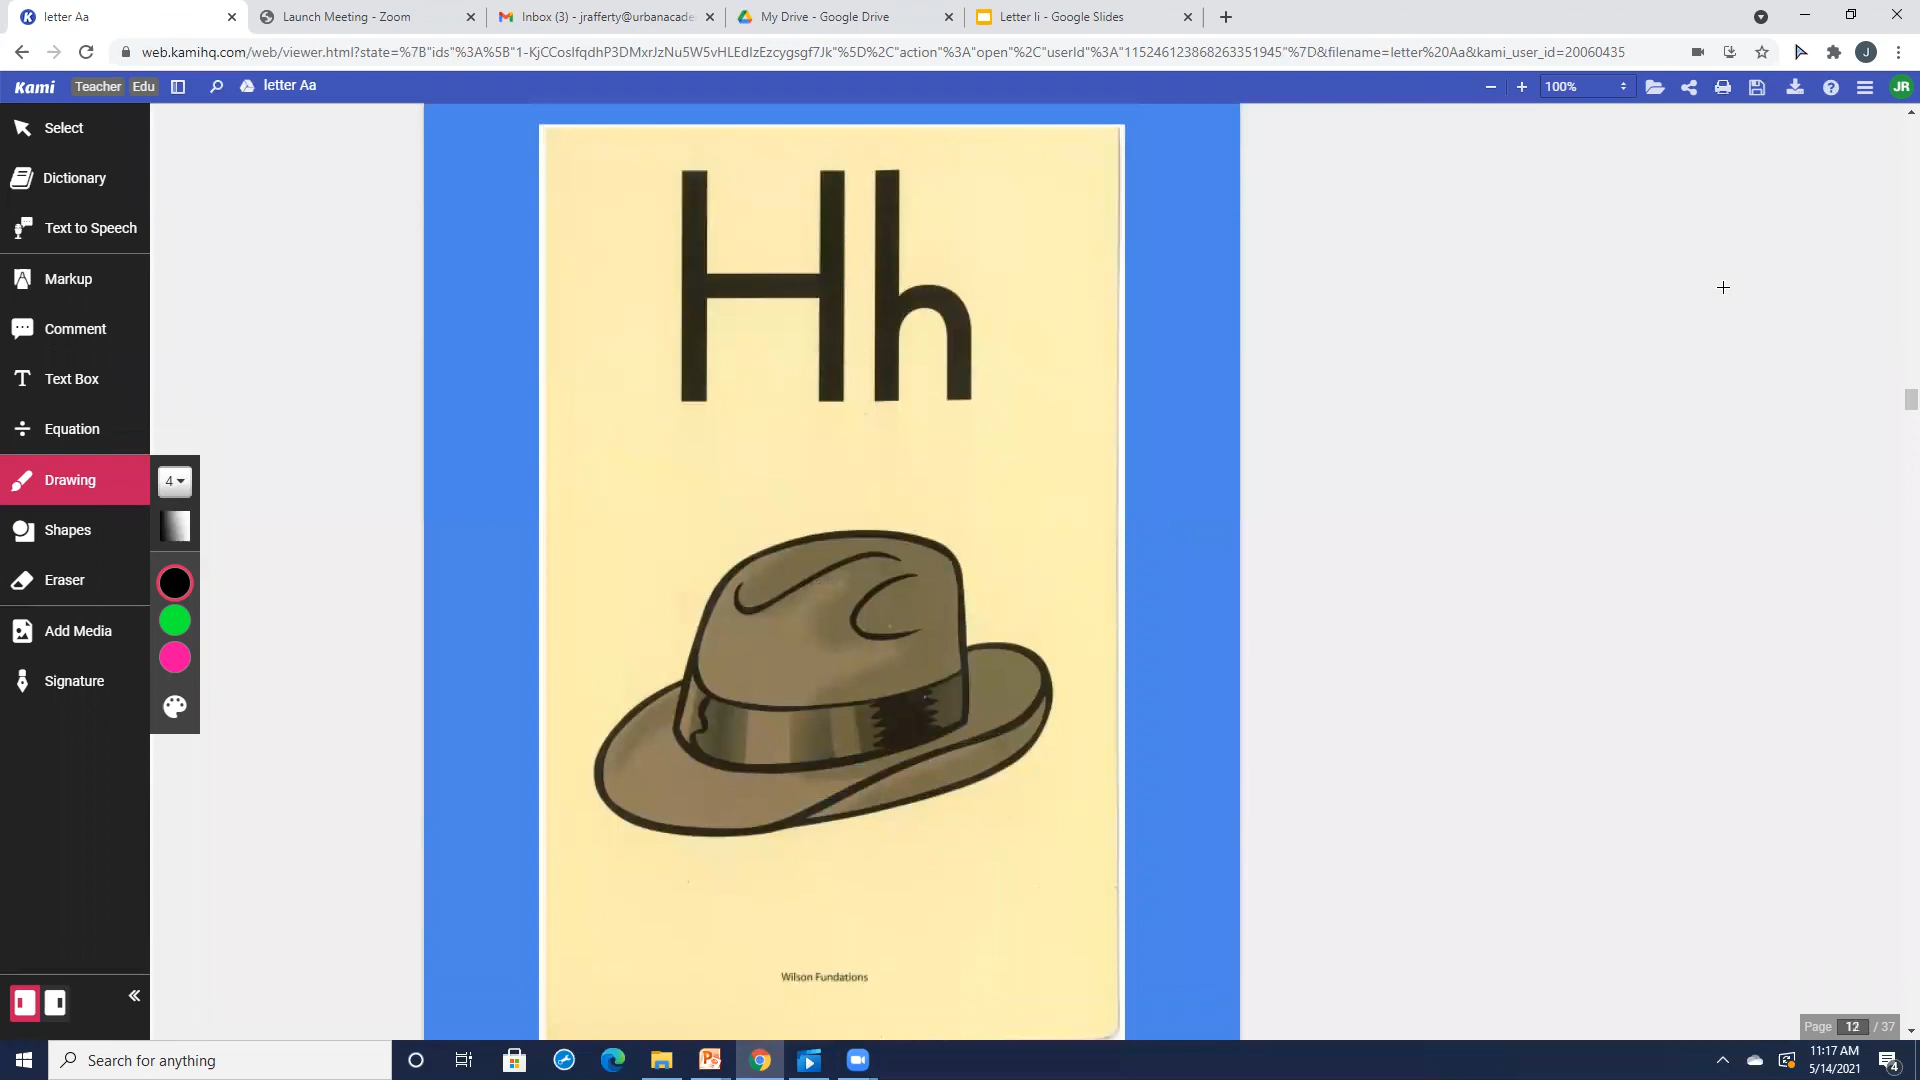 letter Aa
Launch Meeting - Zoom
Inbox (3) - jrafferty@urbanacade
My Drive - Google Drive
Letter Ii - Google Slides
web.kamihq.com/web/viewer.html?state=%7B"ids"%3A%5B"1-KjCCosIfqdhP3DMxrJzNu5W5vHLEdIzEzcygsgf7Jk"%5D%2C"action"%3A"open"%2C"userId"%3A"115246123868263351945"%7D&filename=letter%20Aa&kami_user_id=20060435
J
Kami
Teacher
Edu
letter Aa
100%
JR
Select
Dictionary
Text to Speech
Markup
Comment
Text Box
Equation
Drawing
4
Shapes
Eraser
Add Media
Signature
Hh
Wilson Fundations
Page 12 / 37
Search for anything
11:17 AM
5/14/2021
4